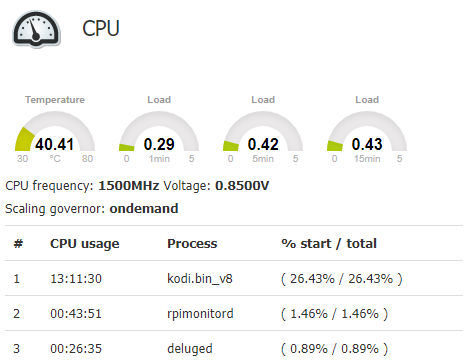 CPU
Temperature Load Load Load
40.41 0.29 0.42 0.43
30 °C 80 0 1min 5 0 5min 5 0 15min 5
CPU frequency: 1500MHz Voltage: 0.8500V
Scaling governor: ondemand
# CPU usage Process % start / total
1 13:11:30 kodi.bin_v8 ( 26.43% / 26.43% )
2 00:43:51 rpimonitord ( 1.46% / 1.46% )
3 00:26:35 deluged ( 0.89% / 0.89% )